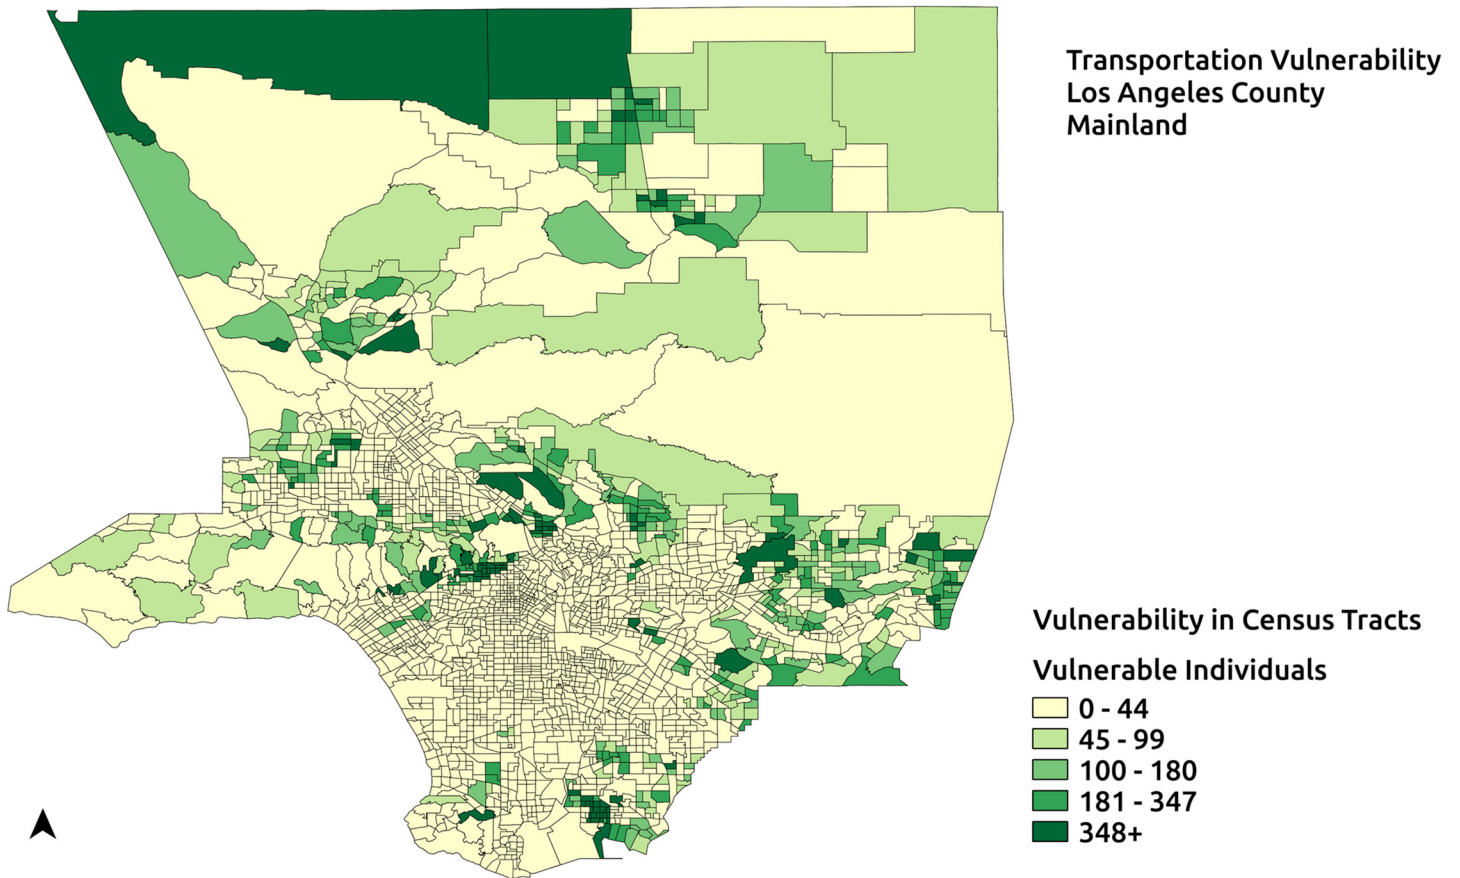 Transportation Vulnerability
Los Angeles County
Mainland
Vulnerability in Census Tracts
Vulnerable Individuals
0 - 44
45 - 99
100 - 180
181 - 347
348+